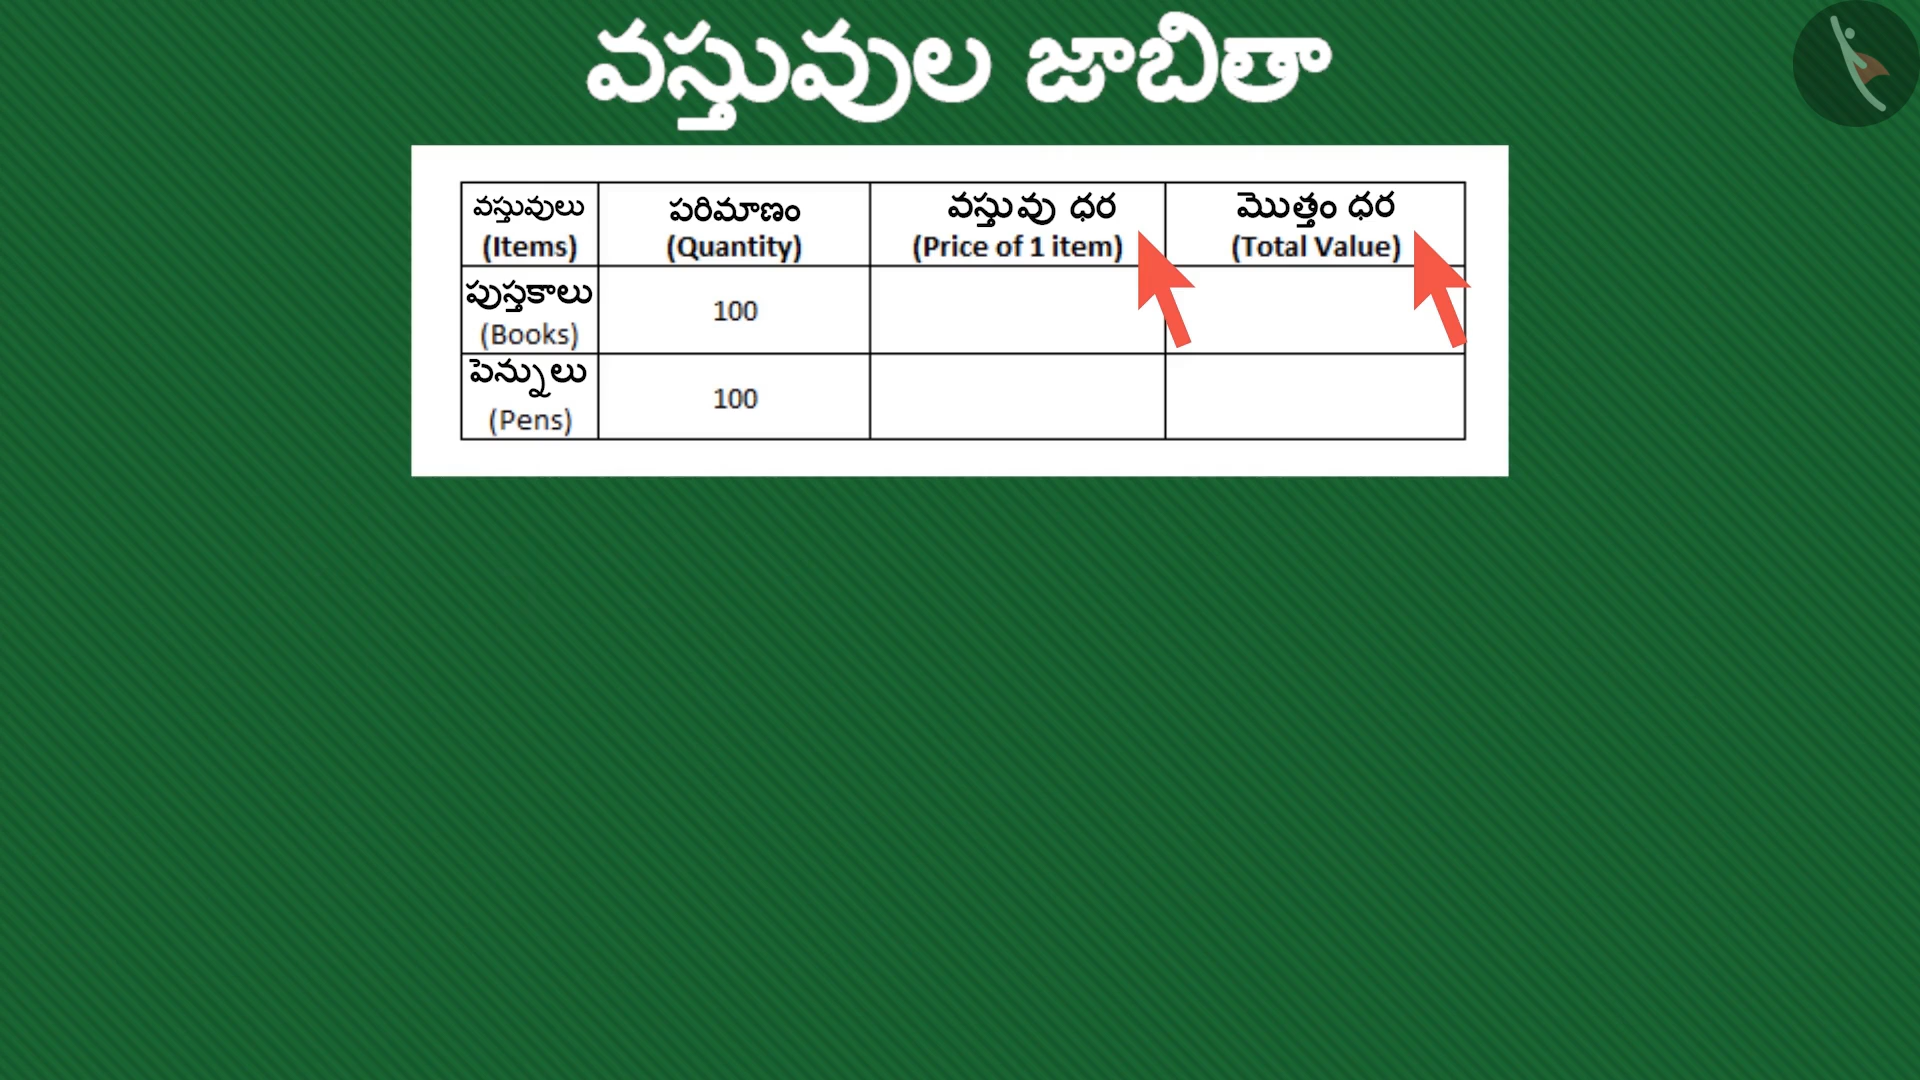 వస్తువుల జాబితా
వస్తువులు
(Items)
పరిమాణం
(Quantity)
వస్తువు ధర
(Price of 1 item)
మొత్తం ధర
(Total Value)
పుస్తకాలు
(Books)
100
పెన్నులు
(Pens)
100